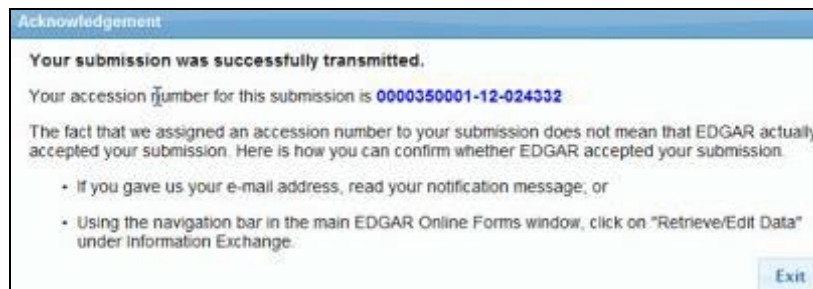 Acknowledgement
Your submission was successfully transmitted.
Your accession number for this submission is 0000350001-12-024332
The fact that we assigned an accession number to your submission does not mean that EDGAR actually
accepted your submission. Here is how you can confirm whether EDGAR accepted your submission.
• If you gave us your e-mail address, read your notification message; or
• Using the navigation bar in the main EDGAR Online Forms window, click on "Retrieve/Edit Data"
under Information Exchange.
Exit